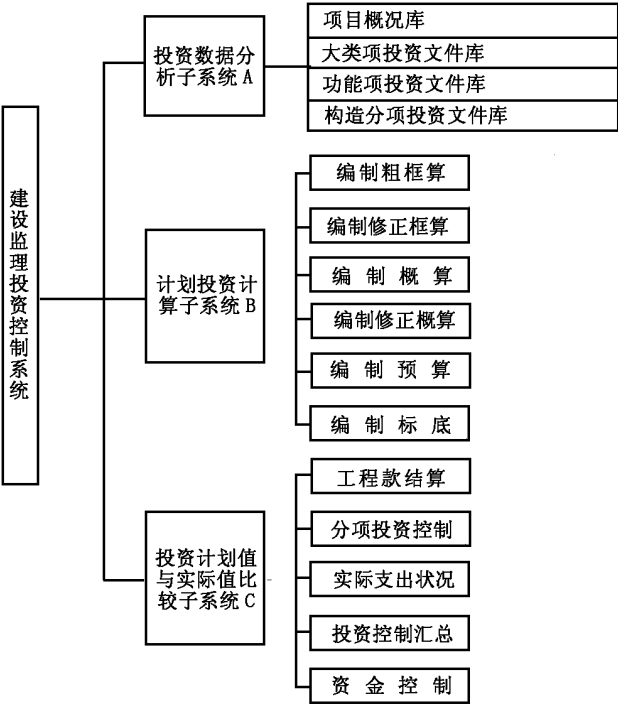 建设监理投资控制系统
投资数据分
析子系统A
项目概况库
大类项投资文件库
功能项投资文件库
构造分项投资文件库
计划投资计
算子系统B
编制粗框算
编制修正框算
编制概算
编制修正概算
编制预算
编制标底
投资计划值
与实际值比
较子系统C
工程款结算
分项投资控制
实际支出状况
投资控制汇总
资金控制